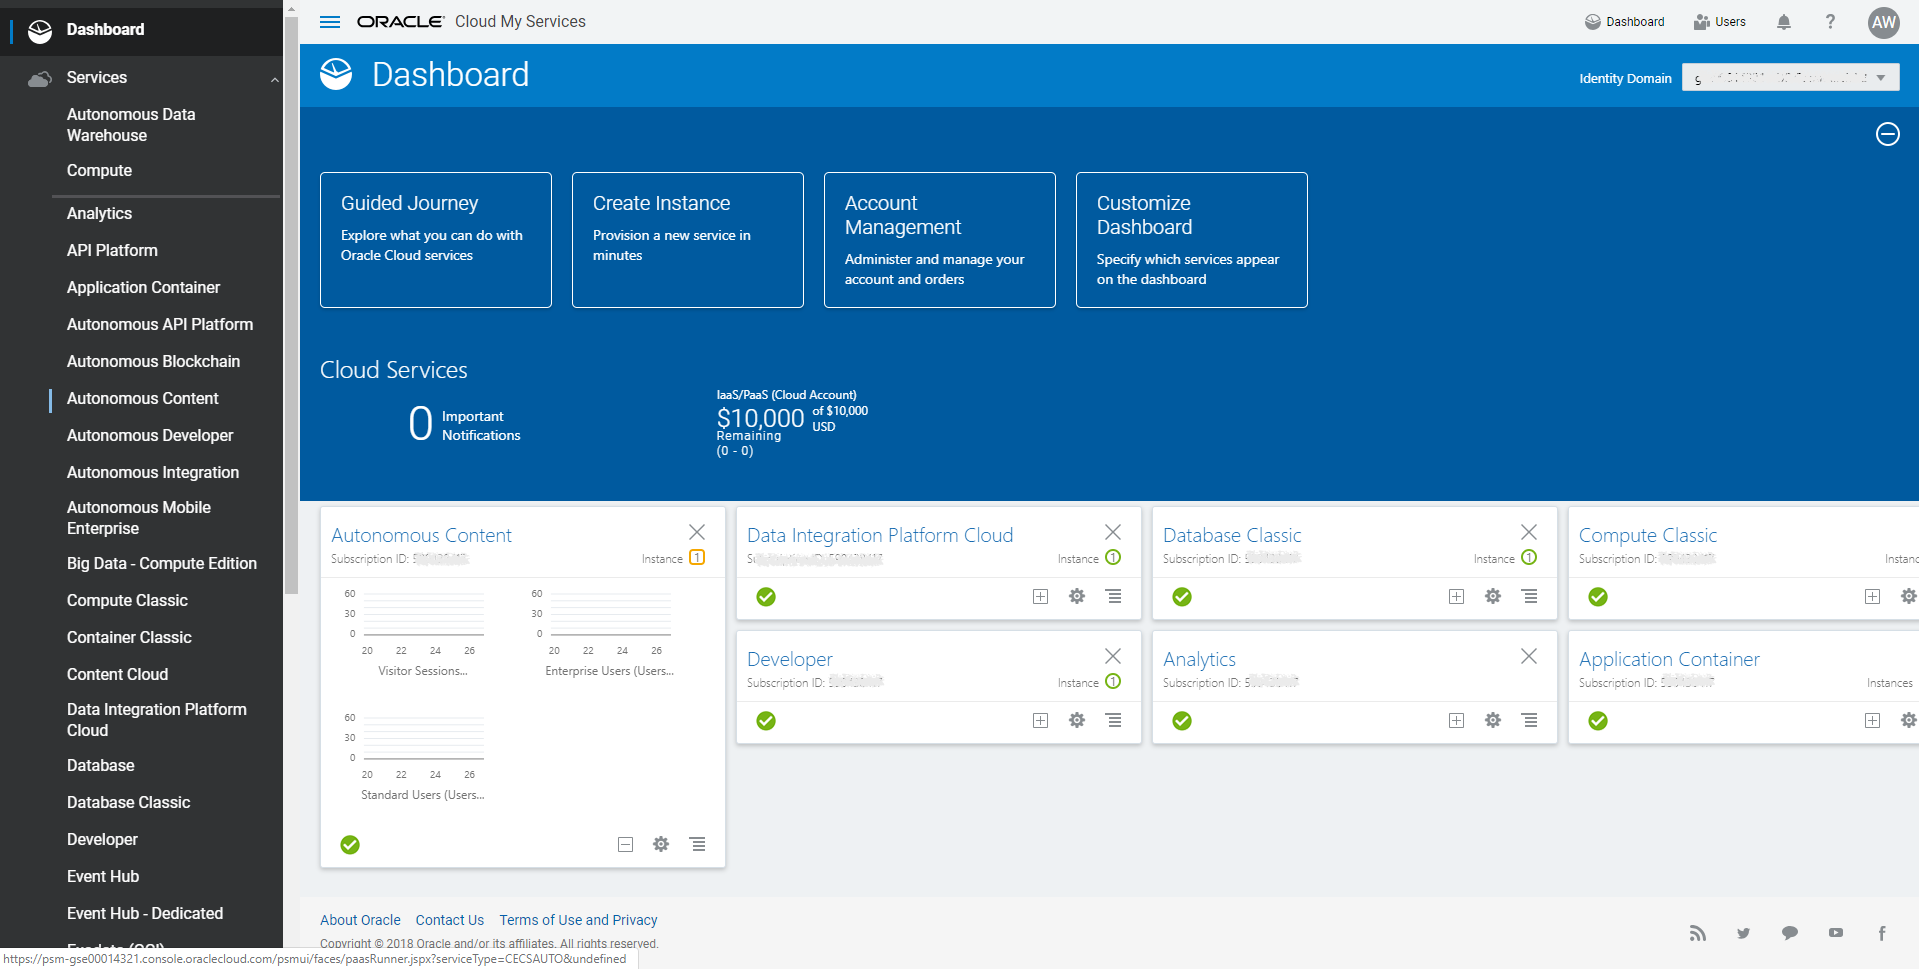 Dashboard
Services
Autonomous Data
Warehouse
Compute
Analytics
API Platform
Application Container
Autonomous API Platform
Autonomous Blockchain
Autonomous Content
Autonomous Developer
Autonomous Integration
Autonomous Mobile
Enterprise
Big Data - Compute Edition
Compute Classic
Container Classic
Content Cloud
Data Integration Platform
Cloud
Database
Database Classic
Developer
Event Hub
Event Hub - Dedicated
Exadata (OCI)
ORACLE Cloud My Services
Dashboard
Users
?
AW
Dashboard
Identity Domain
Guided Journey
Explore what you can do with
Oracle Cloud services
Create Instance
Provision a new service in
minutes
Account
Management
Administer and manage your
account and orders
Customize
Dashboard
Specify which services appear
on the dashboard
Cloud Services
0 Important
Notifications
IaaS/PaaS (Cloud Account)
$10,000 of $10,000
USD
Remaining
(0 - 0)
Autonomous Content
Subscription ID:
Instance 1
60
30
0
20 22 24 26
Visitor Sessions...
60
30
0
20 22 24 26
Enterprise Users (Users...
60
30
0
20 22 24 26
Standard Users (Users...
Data Integration Platform Cloud
Instance 1
Database Classic
Subscription ID:
Instance 1
Compute Classic
Subscription ID:
Instanc
Developer
Subscription ID:
Instance 1
Analytics
Subscription ID:
Application Container
Subscription ID:
Instances
About Oracle Contact Us Terms of Use and Privacy
Copyright © 2018 Oracle and/or its affiliates. All rights reserved.
https://psm-gse00014321.console.oraclecloud.com/psmui/faces/paasRunner.jspx?serviceType=CECSAUTO&undefined